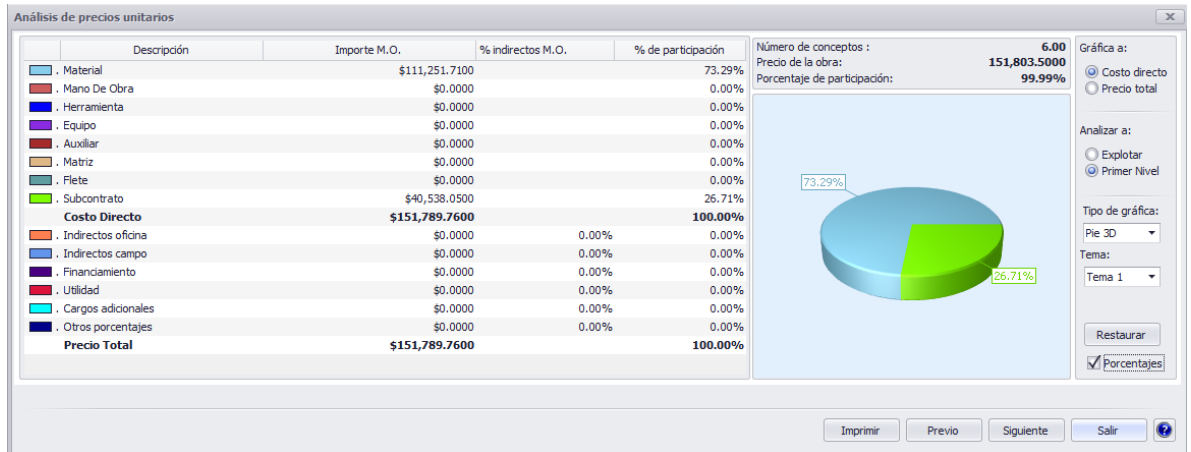 Análisis de precios unitarios
Descripción Importe M.O. % indirectos M.O. % de participación
. Material $111,251.7100 73.29%
. Mano De Obra $0.0000 0.00%
. Herramienta $0.0000 0.00%
. Equipo $0.0000 0.00%
. Auxiliar $0.0000 0.00%
. Matriz $0.0000 0.00%
. Flete $0.0000 0.00%
. Subcontrato $40,538.0500 26.71%
Costo Directo $151,789.7600 100.00%
. Indirectos oficina $0.0000 0.00% 0.00%
. Indirectos campo $0.0000 0.00% 0.00%
. Financiamiento $0.0000 0.00% 0.00%
. Utilidad $0.0000 0.00% 0.00%
. Cargos adicionales $0.0000 0.00% 0.00%
. Otros porcentajes $0.0000 0.00% 0.00%
Precio Total $151,789.7600 100.00%
Número de conceptos : 6.00
Precio de la obra: 151,803.5000
Porcentaje de participación: 99.99%
73.29%
26.71%
Gráfica a:
Costo directo
Precio total
Analizar a:
Explotar
Primer Nivel
Tipo de gráfica:
Pie 3D
Tema:
Tema 1
Restaurar
Porcentajes
Imprimir Previo Siguiente Salir ?